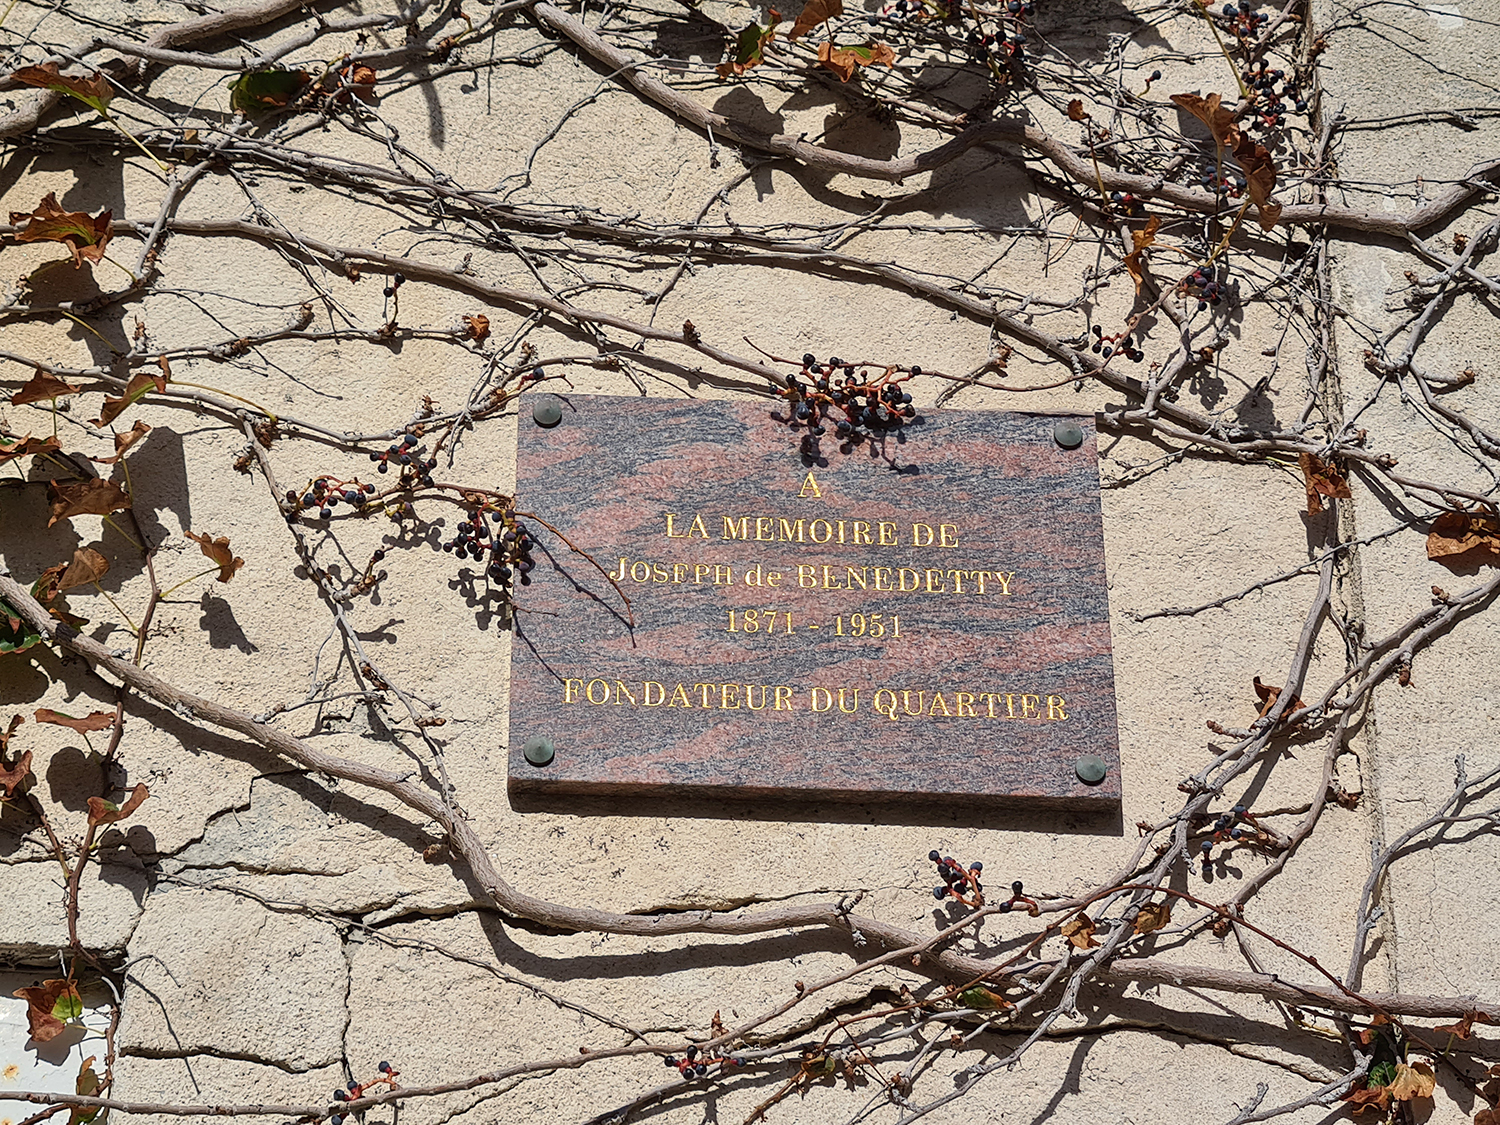 A
LA MEMOIRE DE
JOSEPH de BENEDETTY
1871 - 1951
FONDATEUR DU QUARTIER